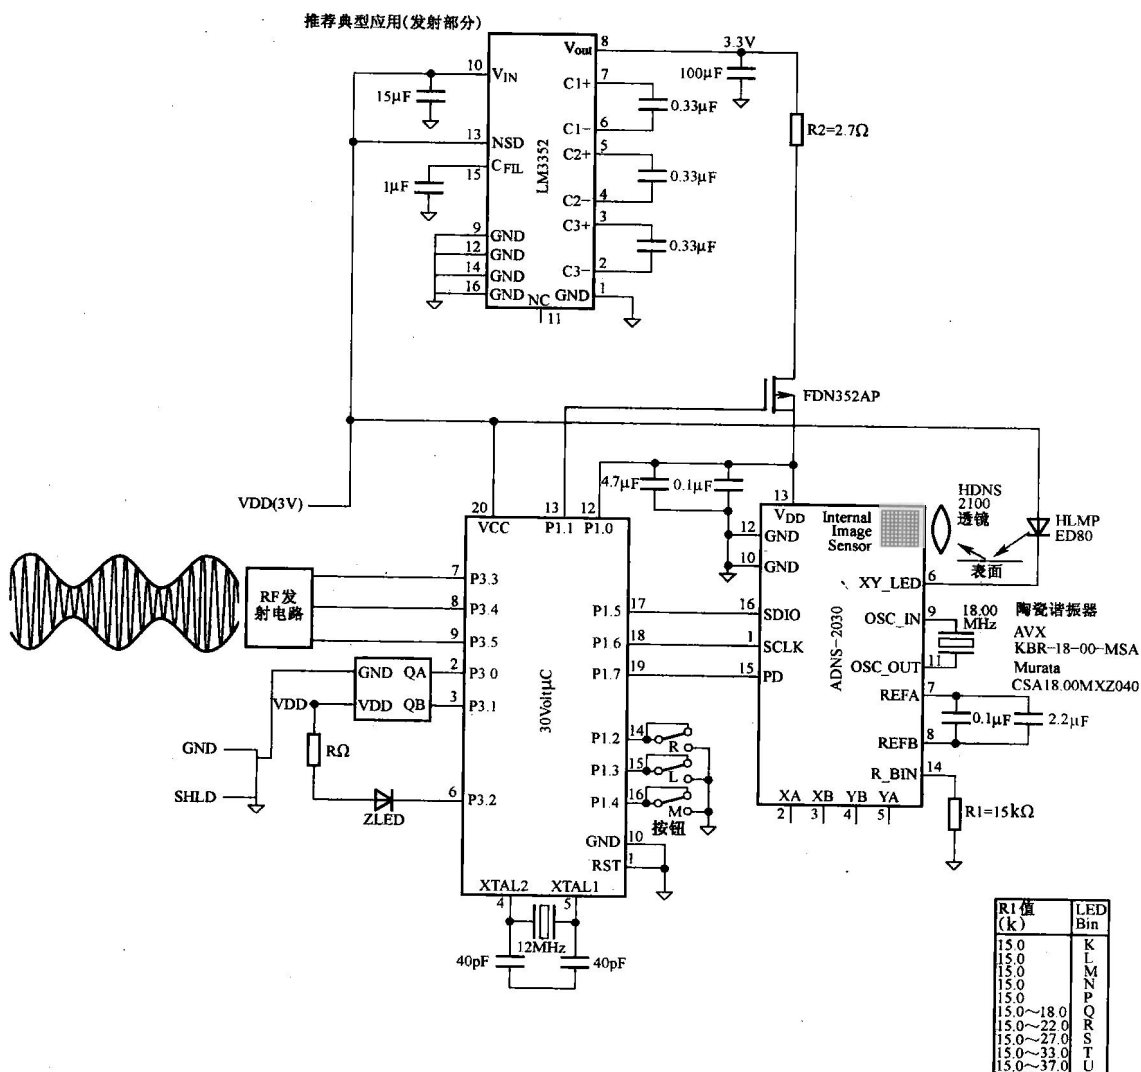 推荐典型应用(发射部分)
Vout 8
3.3V
10 VIN
100μF
15μF
C1+ 7
0.33μF
C1− 6
13 NSD
R2=2.7Ω
CFIL
15
1μF
LM3352
C2+ 5
0.33μF
C2− 4
C3+ 3
0.33μF
C3− 2
9 GND
12 GND
14 GND
16 GND
NC
11
GND 1
FDN352AP
VDD(3V)
20
VCC
13
P1.1
12
P1.0
4.7μF
0.1μF
13
VDD
12 GND
10 GND
Internal
Image
Sensor
HDNS
2100
透镜
HLMP
ED80
表面
XY_LED 6
RF发
射电路
7 P3.3
8 P3.4
9 P3.5
GND QA 2 P3 0
VDD VDD QB 3 P3.1
RΩ
GND
SHLD
ZLED
6 P3.2
30VoltμC
P1.5 17
P1.6 18
P1.7 19
16 SDIO
1 SCLK
15 PD
ADNS−2030
OSC_IN 9
18.00
MHz
OSC_OUT 11
陶瓷谐振器
AVX
KBR−18−00−MSA
Murata
CSA18.00MXZ040
REFA 7
0.1μF
2.2μF
REFB 8
R_BIN 14
R1=15kΩ
P1.2 14
R
P1.3 15
L
P1.4 16
M
按钮
GND 10
RST 1
XA XB YB YA
2 3 4 5
XTAL2 XTAL1
4 5
12MHz
40pF 40pF
R1值 LED
(k) Bin
15.0 K
15.0 L
15.0 M
15.0 N
15.0 P
15.0～18.0 Q
15.0～22.0 R
15.0～27.0 S
15.0～33.0 T
15.0～37.0 U